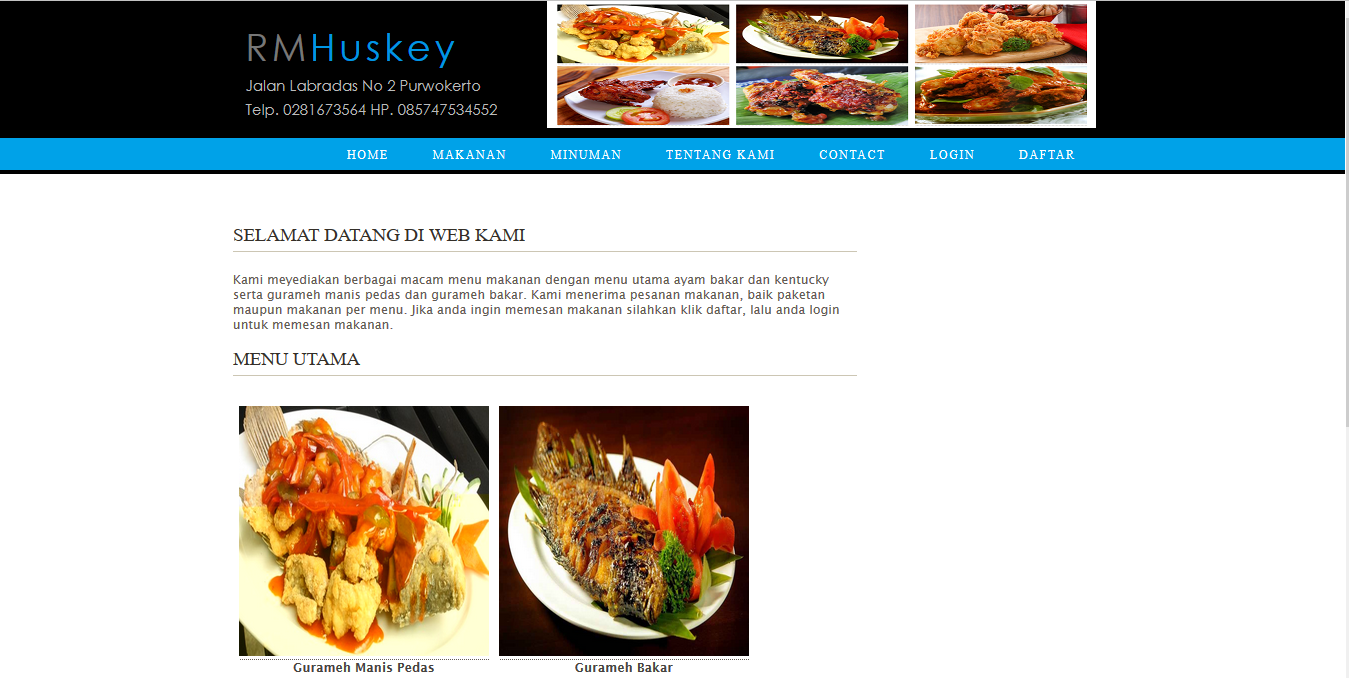 RMHuskey
Jalan Labradas No 2 Purwokerto
Telp. 0281673564 HP. 085747534552
HOME MAKANAN MINUMAN TENTANG KAMI CONTACT LOGIN DAFTAR
SELAMAT DATANG DI WEB KAMI
Kami meyediakan berbagai macam menu makanan dengan menu utama ayam bakar dan kentucky
serta gurameh manis pedas dan gurameh bakar. Kami menerima pesanan makanan, baik paketan
maupun makanan per menu. Jika anda ingin memesan makanan silahkan klik daftar, lalu anda login
untuk memesan makanan.
MENU UTAMA
Gurameh Manis Pedas Gurameh Bakar